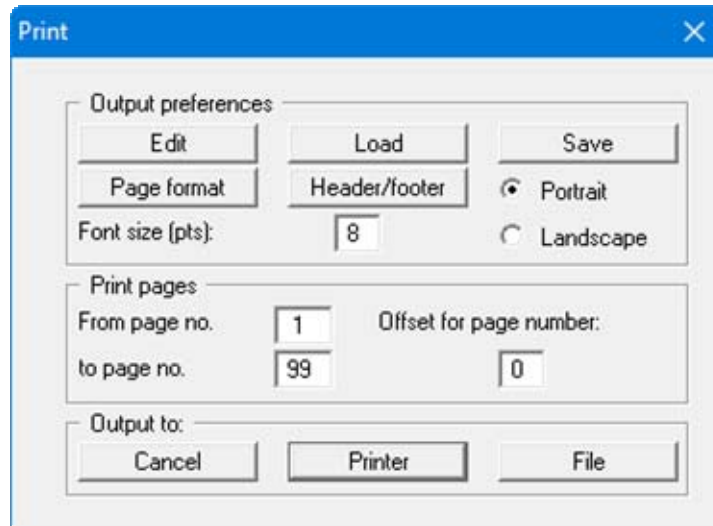 Print
Output preferences
Edit Load Save
Page format Header/footer Portrait
Font size (pts): 8 Landscape
Print pages
From page no. 1 Offset for page number:
to page no. 99 0
Output to:
Cancel Printer File